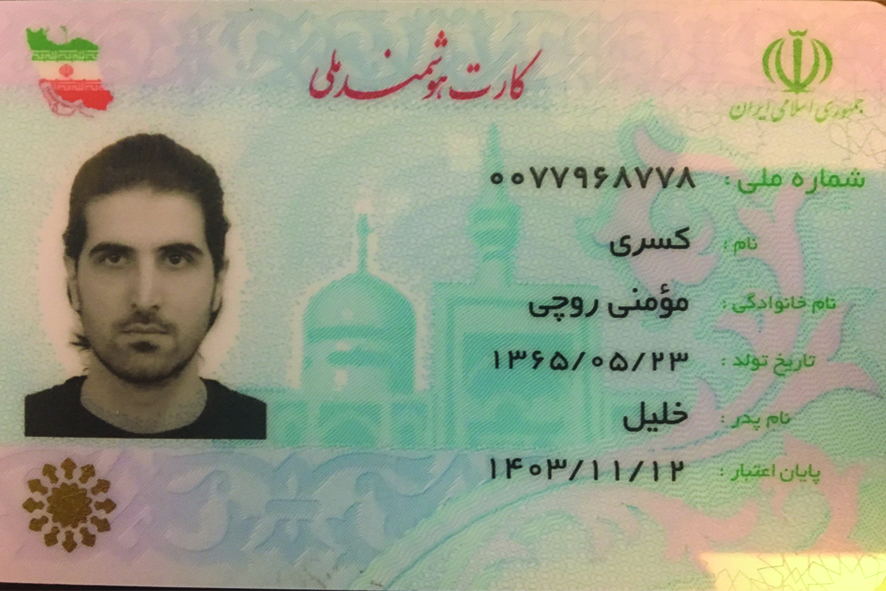 کارت هوشمند ملی
جمهوری اسلامی ایران
شماره ملی : ۰۰۷۷۹۶۸۷۷۸
نام : کسری
نام خانوادگی : مؤمنی روچی
تاریخ تولد : ۱۳۶۵/۰۵/۲۳
نام پدر : خلیل
پایان اعتبار : ۱۴۰۳/۱۱/۱۲